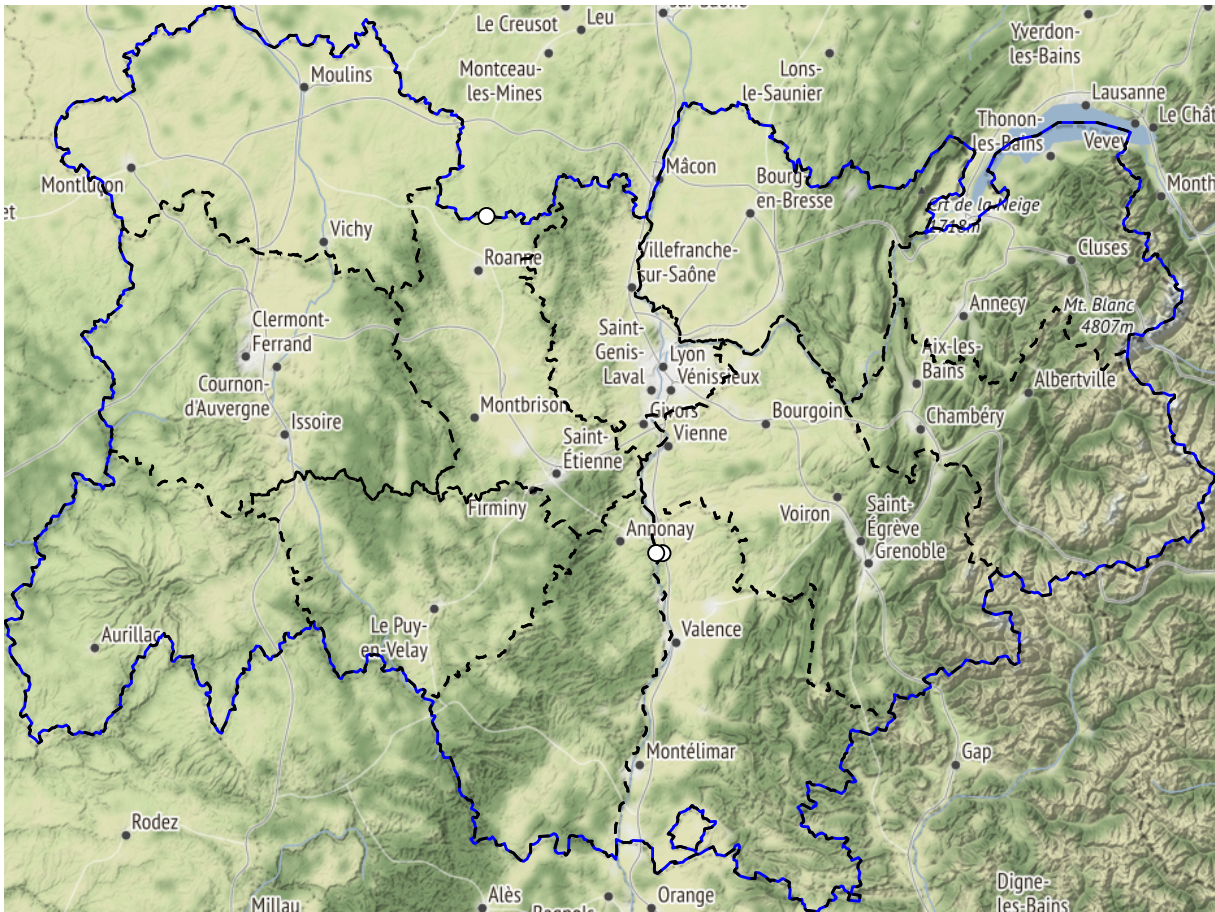 Le Creusot
Leu
Yverdon-
les-Bains
Moulins
Montceau-
les-Mines
Lons-
le-Saunier
Lausanne
Le Chât
Thonon-
les-Bains
Vevey
Montluçon
Mâcon
Bourg-
en-Bresse
Month
et
Crêt de la Neige
1718m
Vichy
Roanne
Villefranche-
sur-Saône
Cluses
Annecy
Mt. Blanc
4807m
Clermont-
Ferrand
Saint-
Genis-
Laval
Lyon
Vénissieux
Aix-les-
Bains
Albertville
Cournon-
d'Auvergne
Montbrison
Givors
Bourgoin
Chambéry
Issoire
Saint-
Étienne
Vienne
Firminy
Annonay
Voiron
Saint-
Égrève
Grenoble
Aurillac
Le Puy-
en-Velay
Valence
Montélimar
Gap
Rodez
Millau
Alès
Orange
Digne-
les-Bains